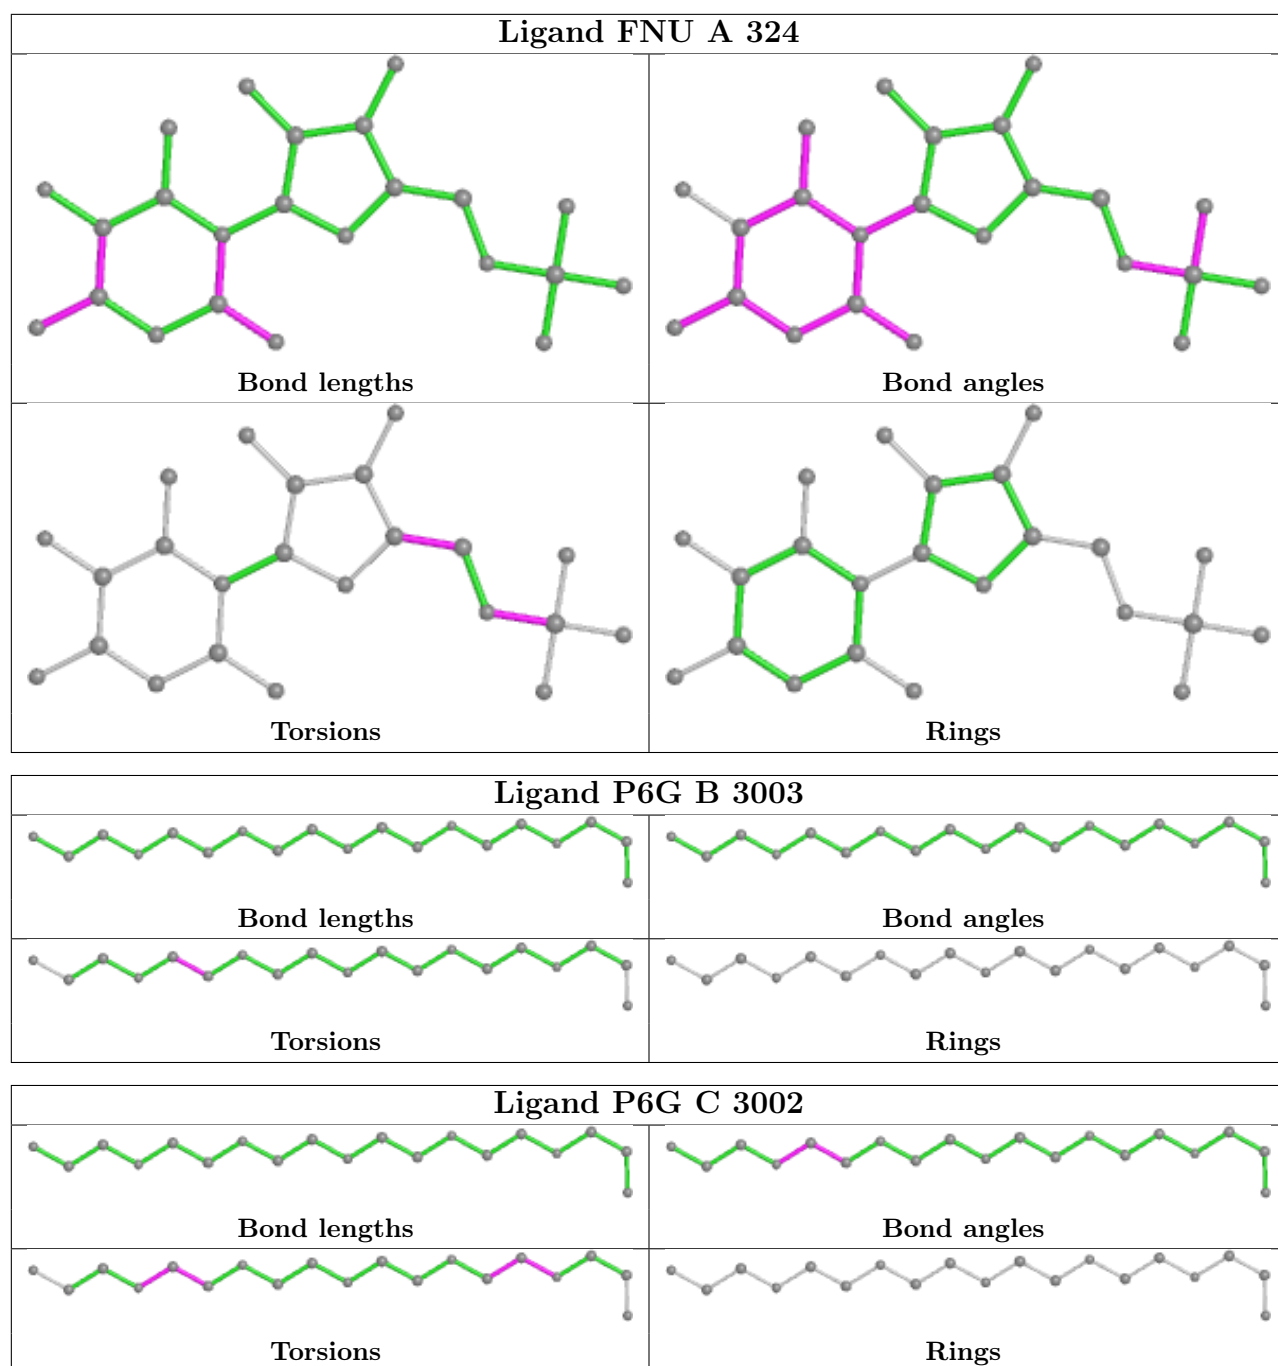 Ligand FNU A 324
Bond lengths
Bond angles
Torsions
Rings
Ligand P6G B 3003
Bond lengths
Bond angles
Torsions
Rings
Ligand P6G C 3002
Bond lengths
Bond angles
Torsions
Rings